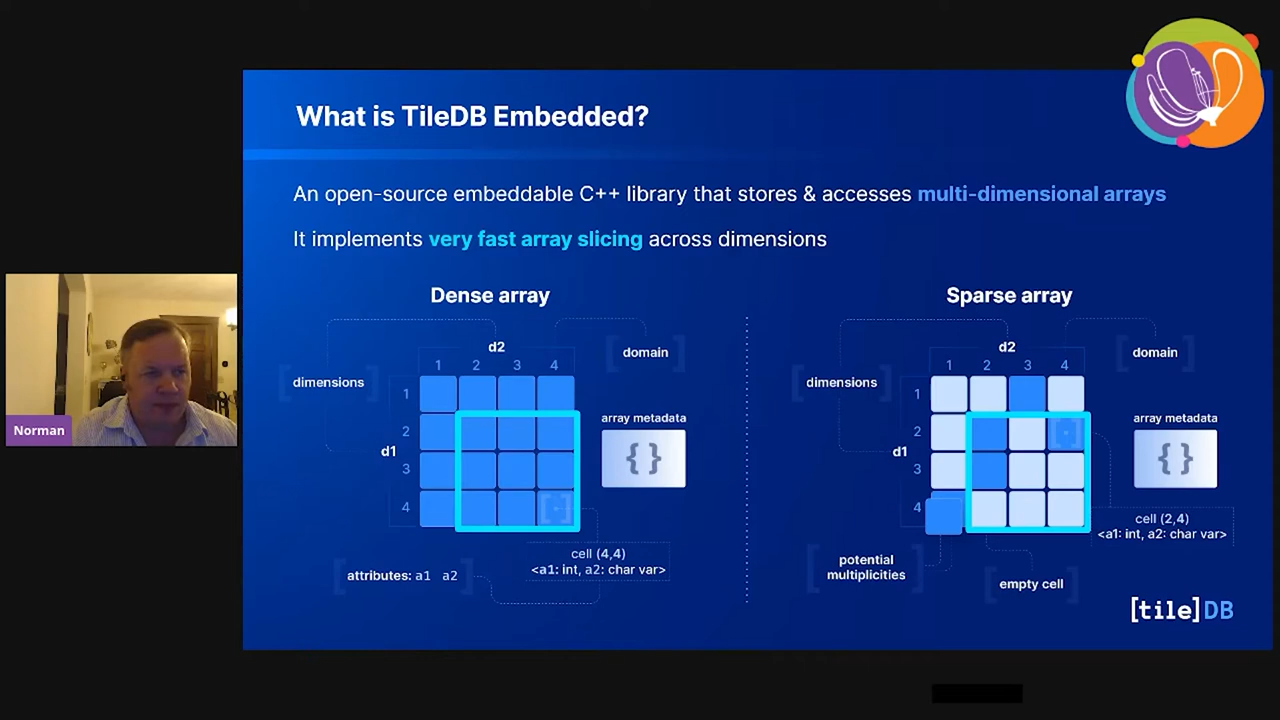 What is TileDB Embedded?
An open-source embeddable C++ library that stores & accesses multi-dimensional arrays
It implements very fast array slicing across dimensions
Dense array
d2
domain
1 2 3 4
dimensions
1
2
3
4
d1
array metadata
{ }
cell (4,4)
<a1: int, a2: char var>
attributes: a1 a2
Sparse array
d2
domain
1 2 3 4
dimensions
1
2
3
4
d1
array metadata
{ }
cell (2,4)
<a1: int, a2: char var>
potential
multiplicities
empty cell
[tile]DB
Norman